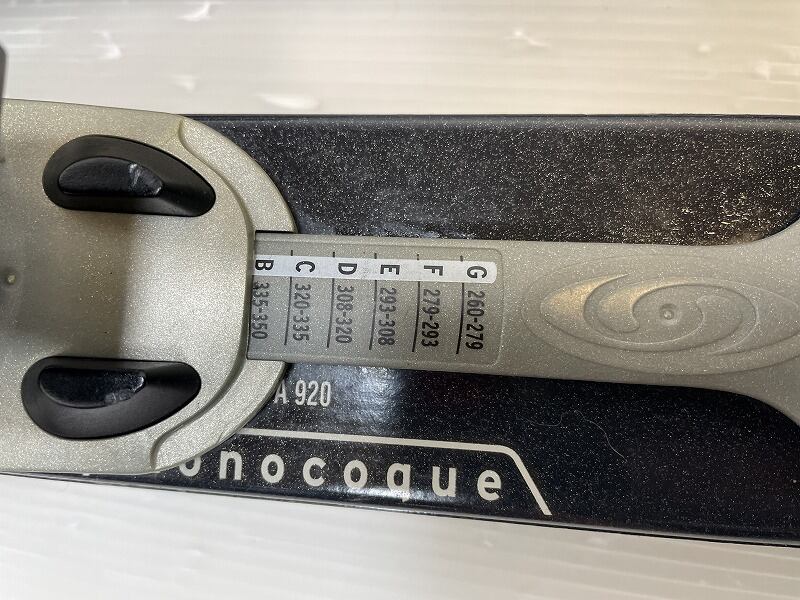 B 335-350
C 320-335
D 308-320
E 293-308
F 279-293
G 260-279
A 920
onocoque